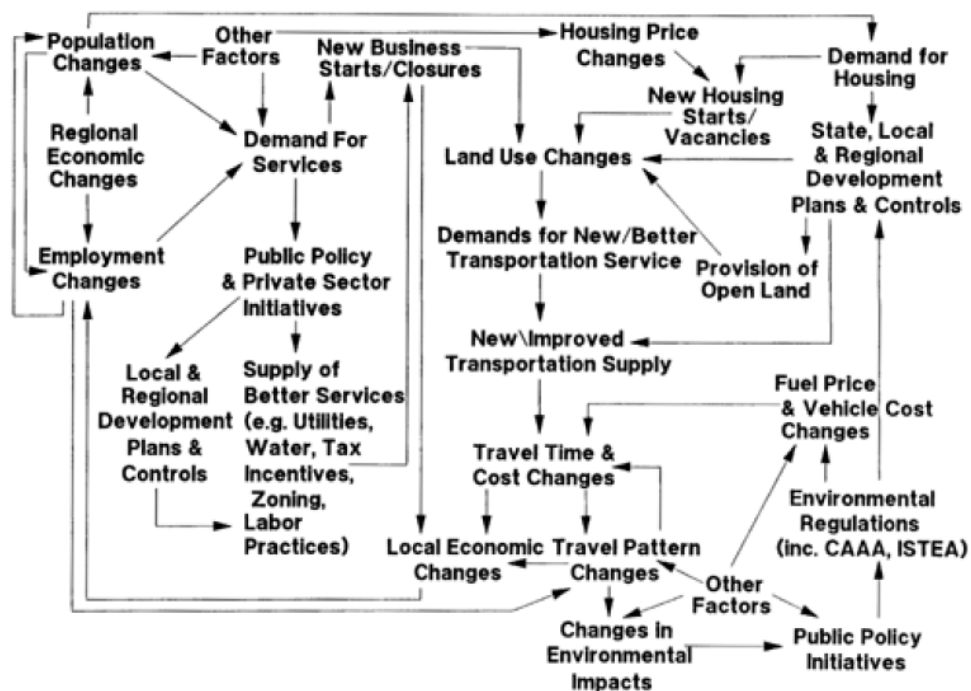 Population
Changes
Other
Factors
New Business
Starts/Closures
Housing Price
Changes
Demand for
Housing
New Housing
Starts/
Vacancies
Regional
Economic
Changes
Demand For
Services
Land Use Changes
State, Local
& Regional
Development
Plans & Controls
Employment
Changes
Public Policy
& Private Sector
Initiatives
Demands for New/Better
Transportation Service
Provision of
Open Land
New\Improved
Transportation Supply
Local &
Regional
Development
Plans &
Controls
Supply of
Better Services
(e.g. Utilities,
Water, Tax
Incentives,
Zoning,
Labor
Practices)
Fuel Price
& Vehicle Cost
Changes
Travel Time &
Cost Changes
Environmental
Regulations
(inc. CAAA, ISTEA)
Local Economic
Changes
Travel Pattern
Changes
Other
Factors
Changes in
Environmental
Impacts
Public Policy
Initiatives